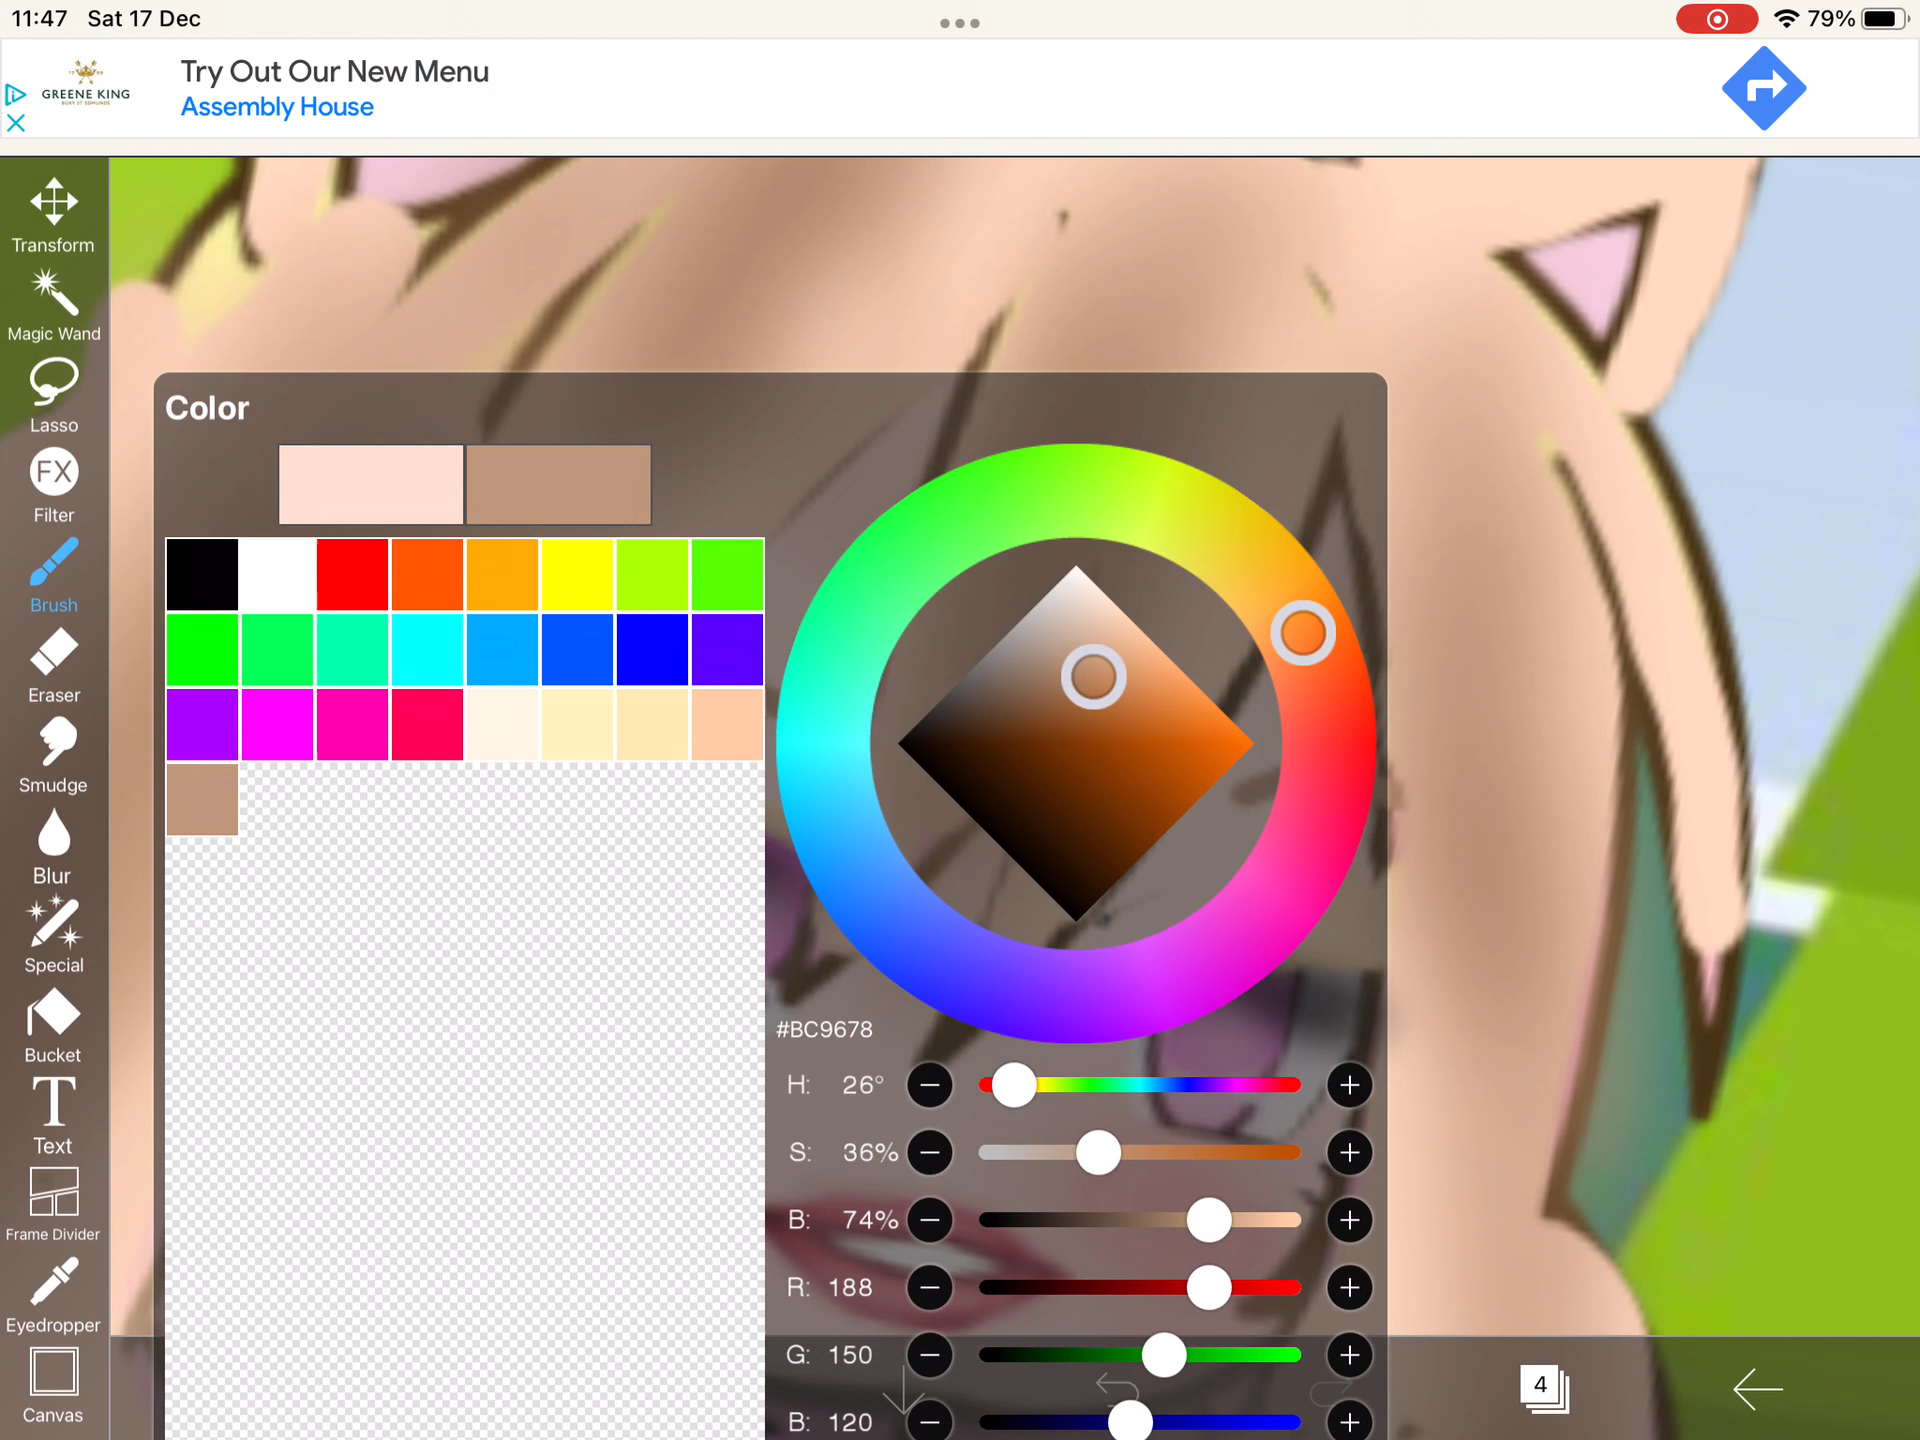 11:47 Sat 17 Dec
79%
GREENE KING
BURY ST EDMUNDS
Try Out Our New Menu
Assembly House
Transform
Magic Wand
Lasso
FX
Filter
Brush
Eraser
Smudge
Blur
Special
Bucket
T
Text
Frame Divider
Eyedropper
Canvas
Color
#BC9678
H: 26°
S: 36%
B: 74%
R: 188
G: 150
B: 120
4